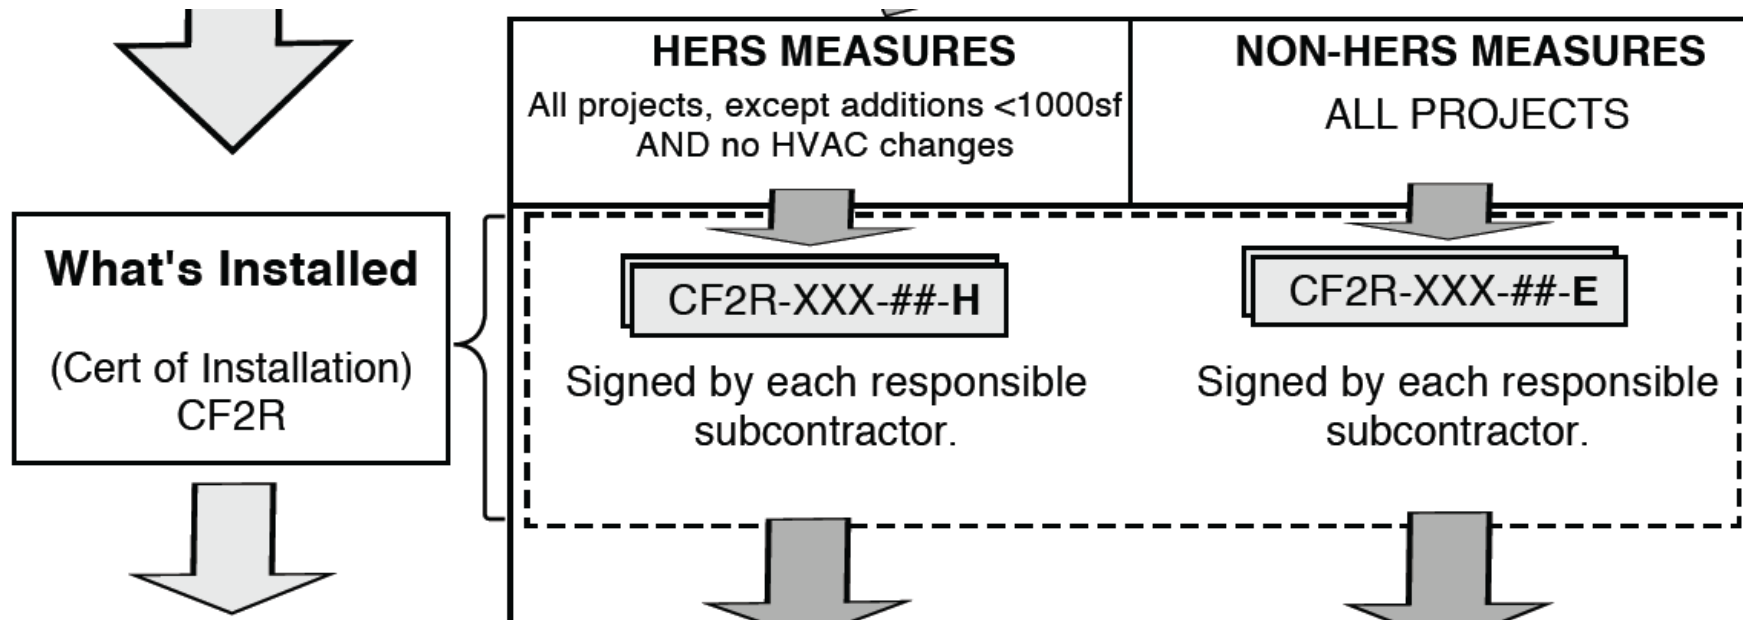 HERS MEASURES
All projects, except additions <1000sf
AND no HVAC changes
NON-HERS MEASURES
ALL PROJECTS
What's Installed
(Cert of Installation)
CF2R
CF2R-XXX-##-H
Signed by each responsible
subcontractor.
CF2R-XXX-##-E
Signed by each responsible
subcontractor.